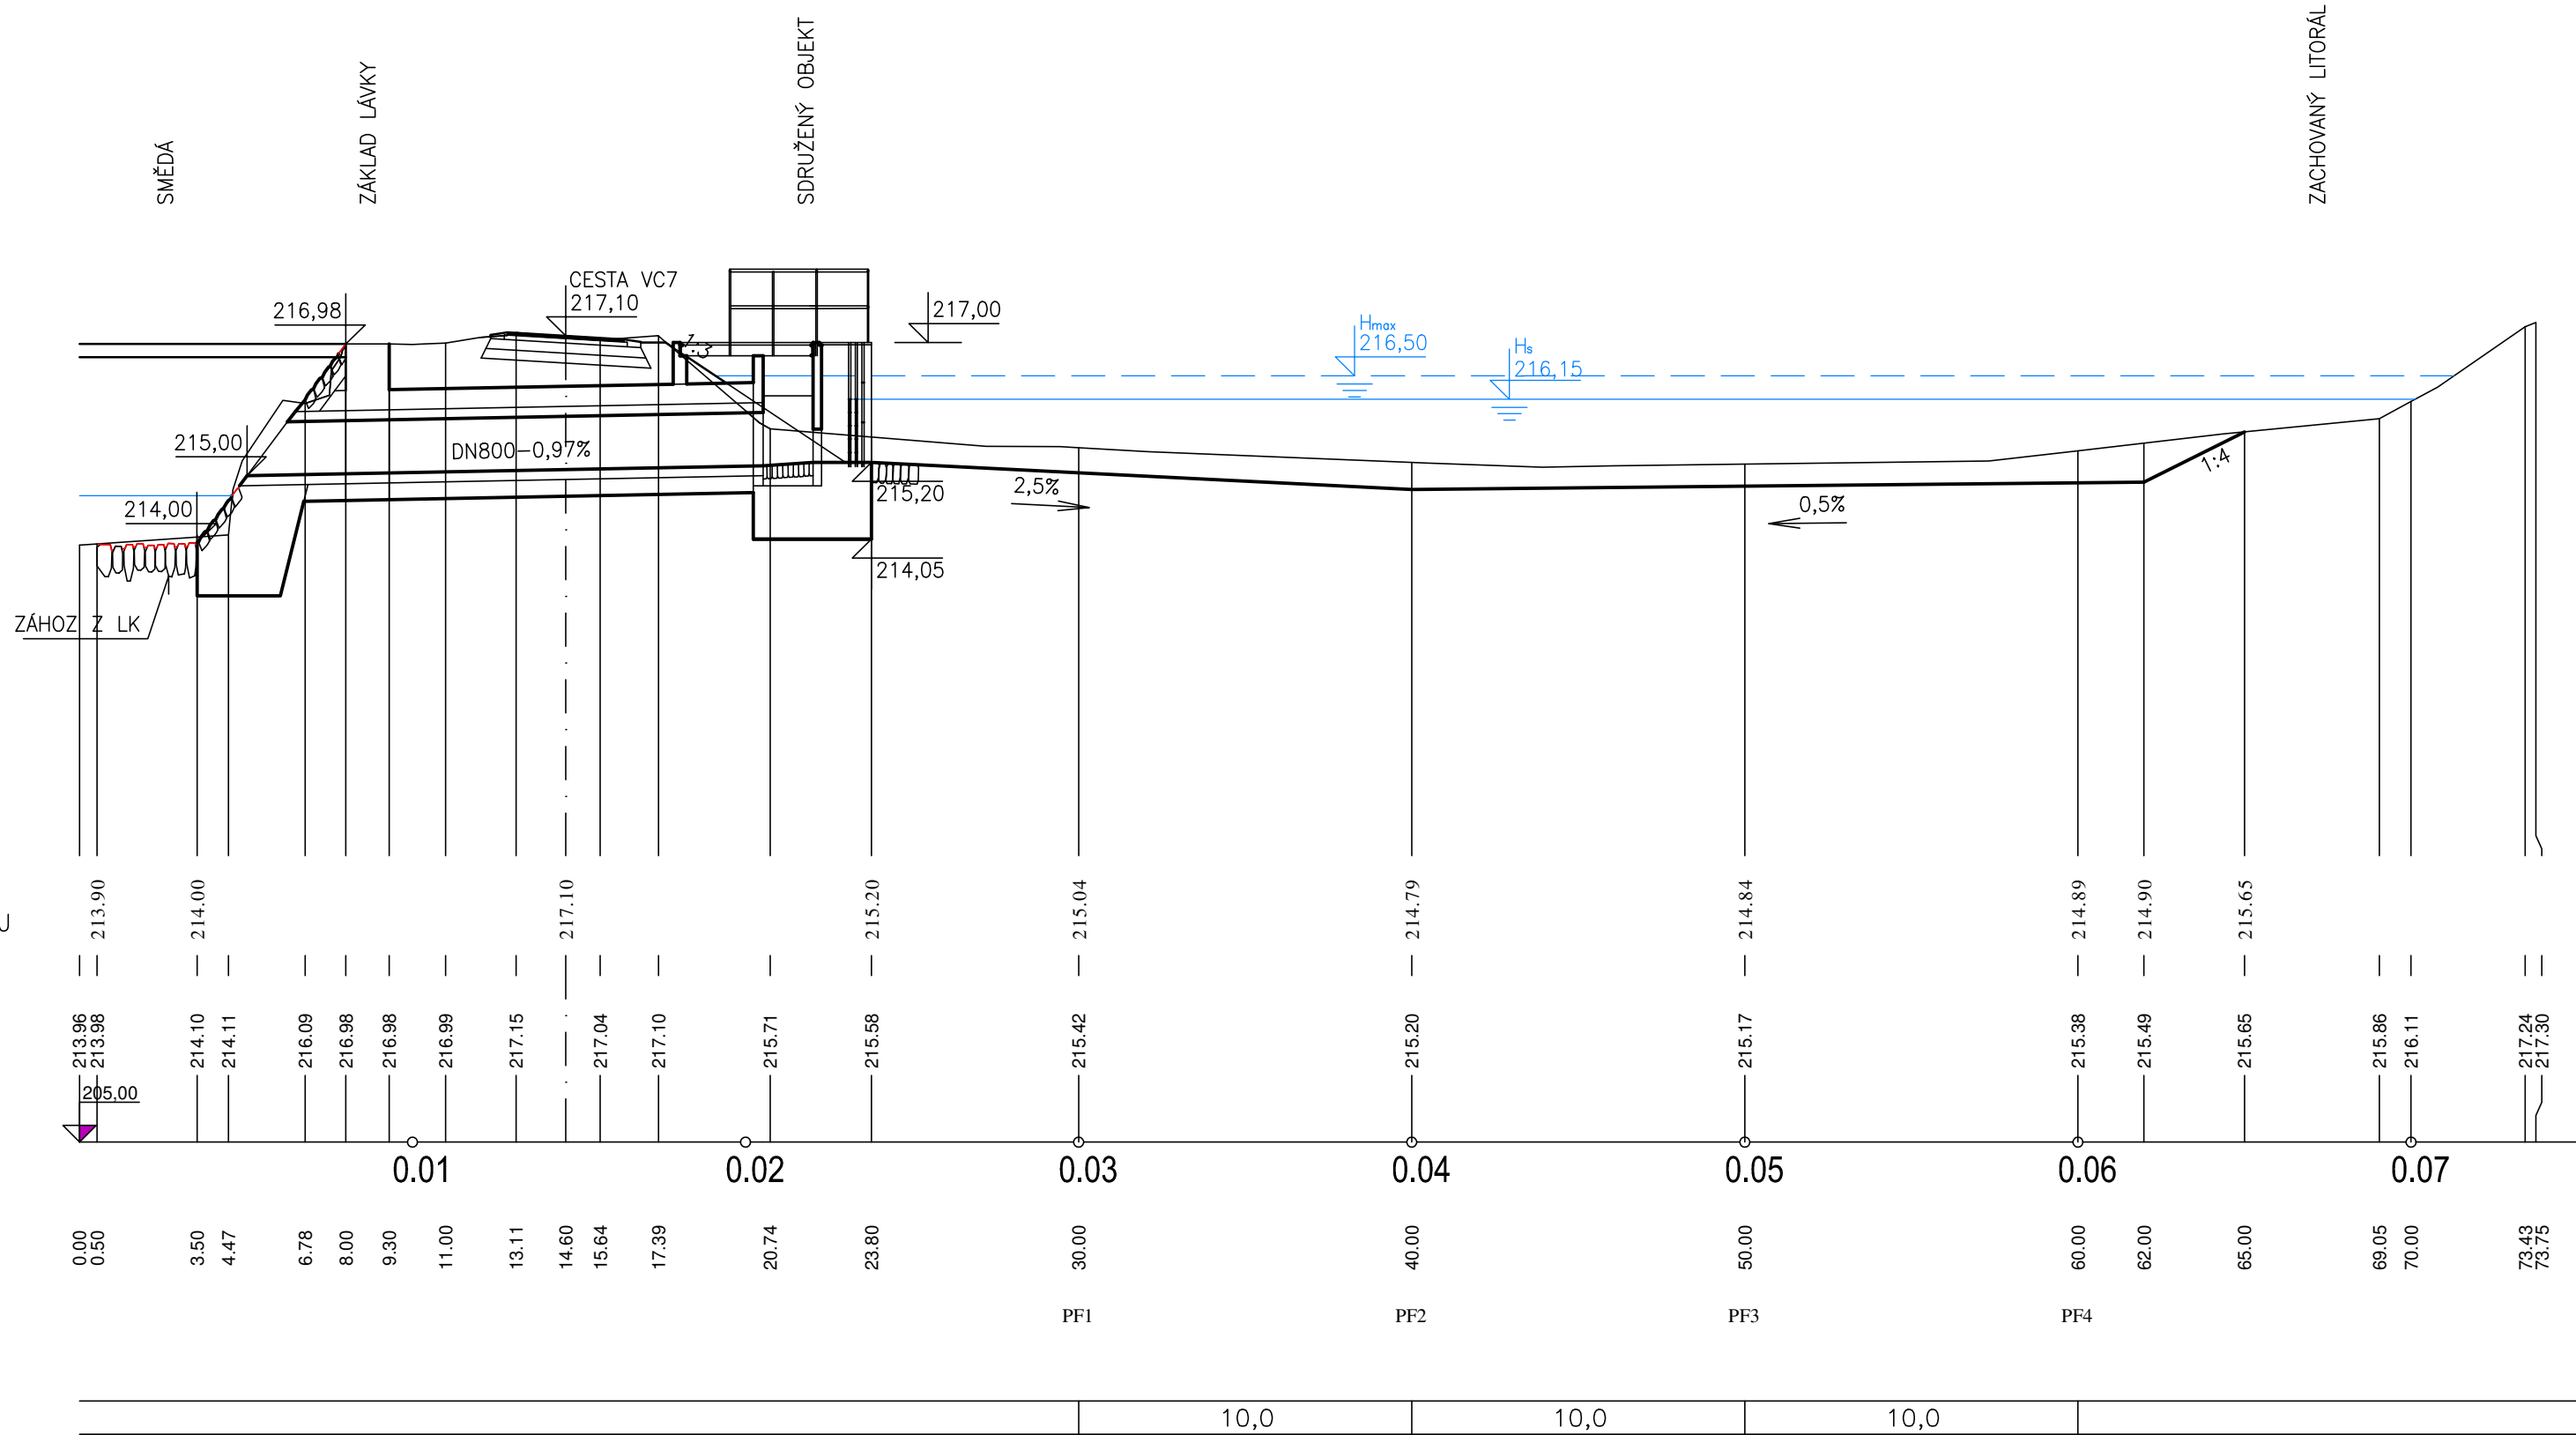 SMĚDÁ
ZÁKLAD LÁVKY
SDRUŽENÝ OBJEKT
ZACHOVANÝ LITORÁL
CESTA VC7
217,10
216,98
217,00
1:3
Hmax
216,50
Hs
216,15
215,00
DN800-0,97%
214,00
215,20
2,5%
0,5%
1:4
214,05
ZÁHOZ Z LK
U
213.90 214.00 217.10 215.20 215.04 214.79 214.84 214.89 214.90 215.65
213.96 213.98 214.10 214.11 216.09 216.98 216.98 216.99 217.15 217.04 217.10 215.71 215.58 215.42 215.20 215.17 215.38 215.49 215.65 215.86 216.11 217.24 217.30
205,00
0.01 0.02 0.03 0.04 0.05 0.06 0.07
0.00 0.50 3.50 4.47 6.78 8.00 9.30 11.00 13.11 14.60 15.64 17.39 20.74 23.80 30.00 40.00 50.00 60.00 62.00 65.00 69.05 70.00 73.43 73.75
PF1 PF2 PF3 PF4
10,0 10,0 10,0